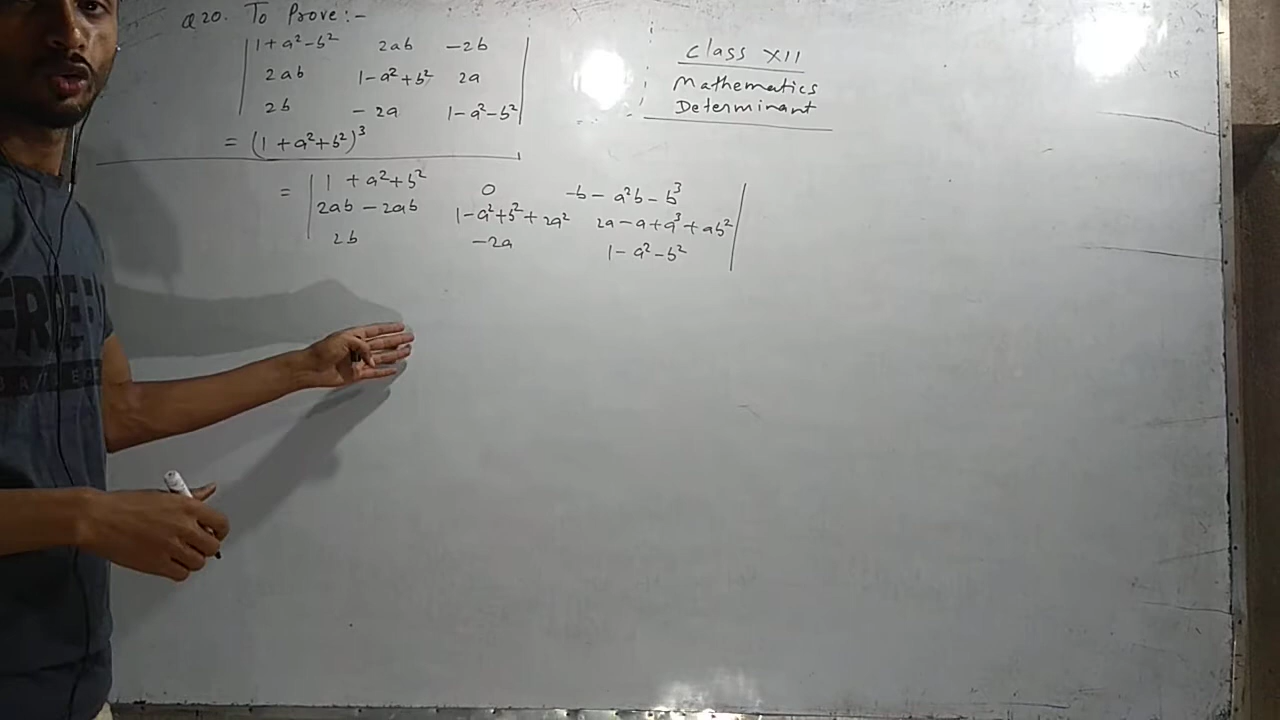 Q20. To Prove:-
| 1+a²-b² 2ab -2b |
| 2ab 1-a²+b² 2a |
| 2b -2a 1-a²-b² |
= (1+a²+b²)³
Class XII
Mathematics
Determinant
= | 1+a²+b² 0 -b-a²b-b³ |
| 2ab-2ab 1-a²+b²+2a² 2a-a+a³+ab² |
| 2b -2a 1-a²-b² |